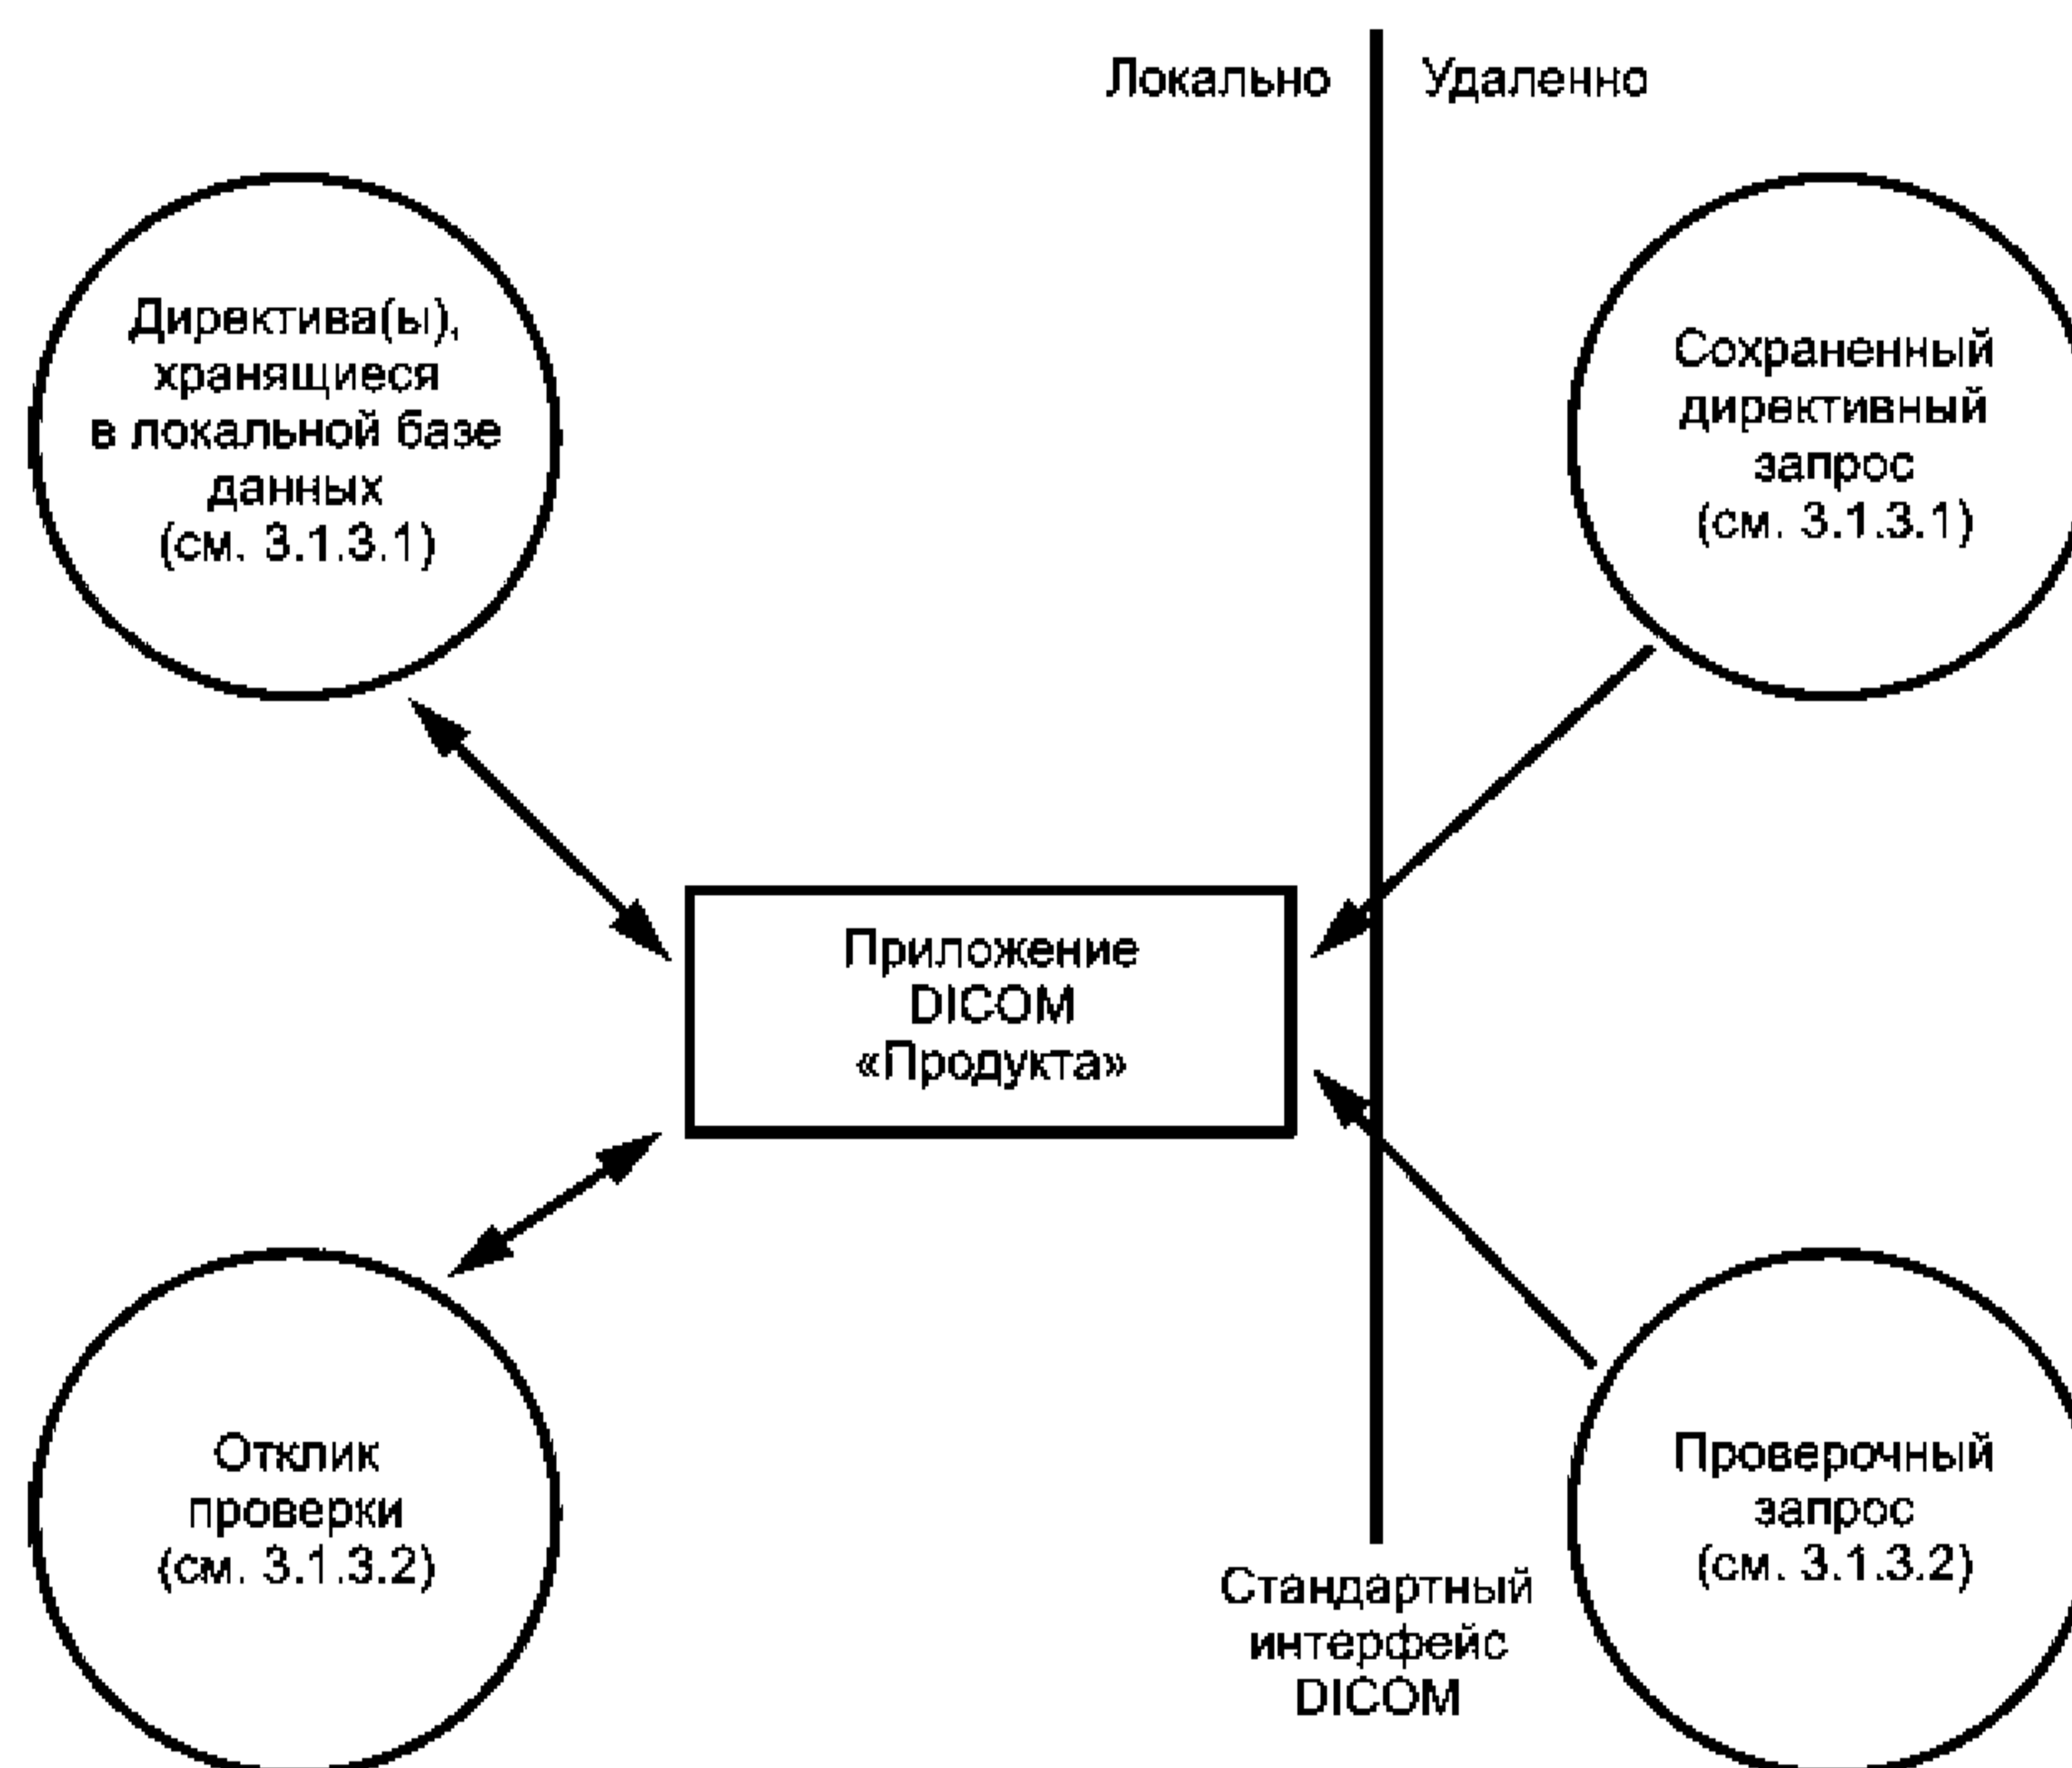 Локально
Удаленно
Директива(ы),
хранящиеся
в локальной базе
данных
(см. 3.1.3.1)
Сохраненный
директивный
запрос
(см. 3.1.3.1)
Приложение
DICOM
«Продукта»
Отклик
проверки
(см. 3.1.3.2)
Проверочный
запрос
(см. 3.1.3.2)
Стандартный
интерфейс
DICOM